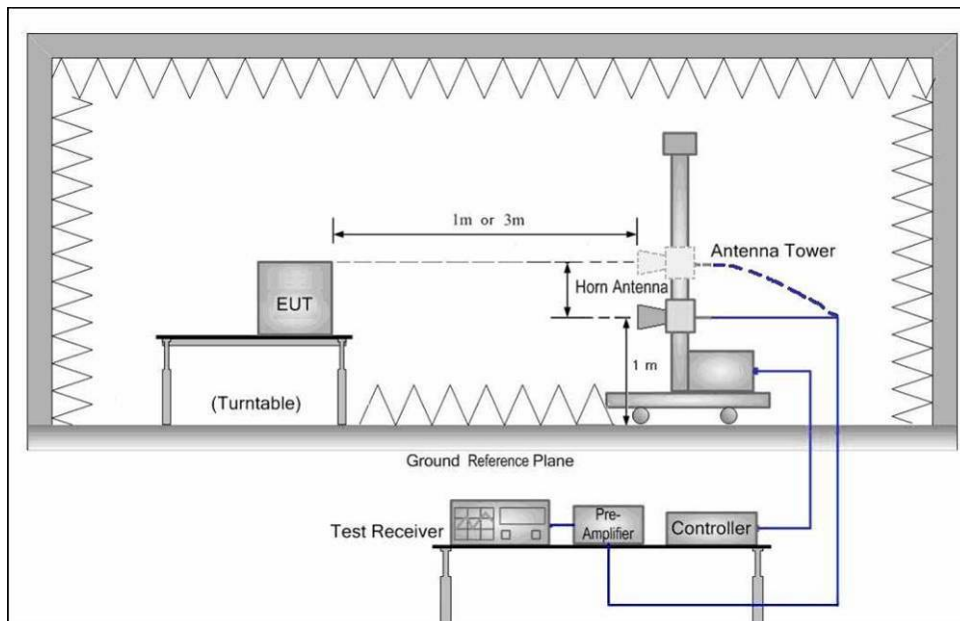 1m or 3m
Antenna Tower
Horn Antenna
EUT
1 m
(Turntable)
Ground Reference Plane
Test Receiver
Pre-
Amplifier
Controller